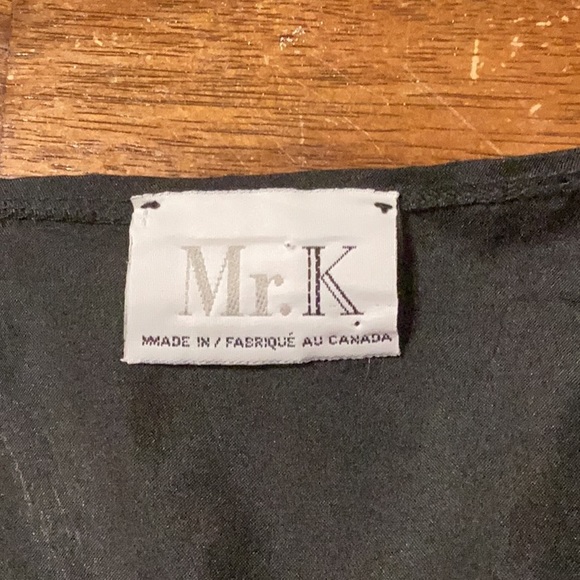 Mr.K
MMADE IN / FABRIQUÉ AU CANADA